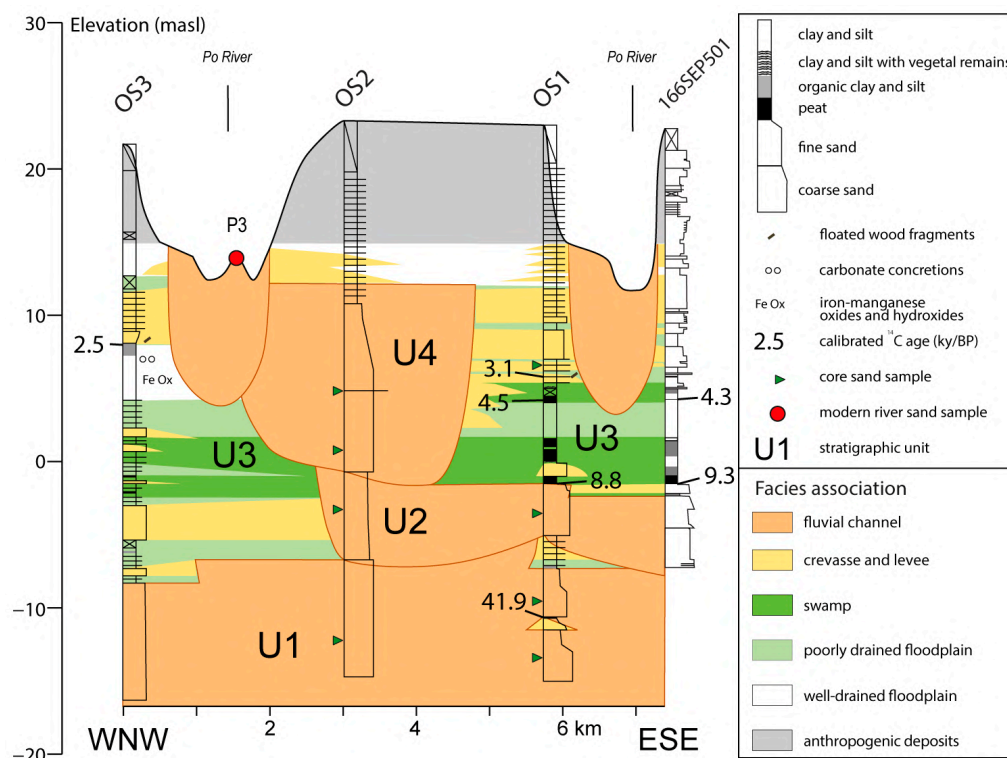 30
Elevation (masl)
Po River
Po River
OS3
OS2
OS1
166SEP501
20
P3
10
2.5
Fe Ox
U4
3.1
4.5
4.3
U3
U3
0
8.8
9.3
U2
41.9
−10
U1
2
4
6 km
WNW
ESE
−20
clay and silt
clay and silt with vegetal remains
organic clay and silt
peat
fine sand
coarse sand
floated wood fragments
carbonate concretions
Fe Ox iron-manganese
oxides and hydroxides
2.5 calibrated 14C age (ky/BP)
core sand sample
modern river sand sample
U1 stratigraphic unit
Facies association
fluvial channel
crevasse and levee
swamp
poorly drained floodplain
well-drained floodplain
anthropogenic deposits